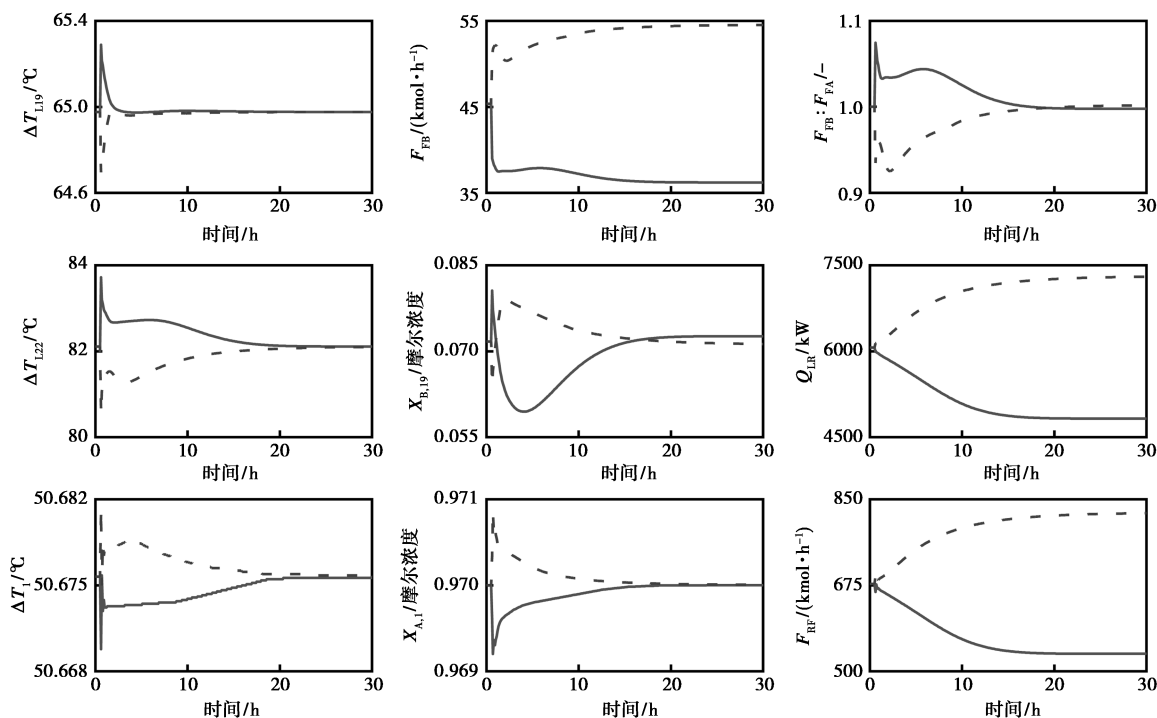 65.4
65.0
64.6
ΔT_L19/℃
0 10 20 30
时间/h
55
45
35
F_FB/(kmol·h⁻¹)
0 10 20 30
时间/h
1.1
1.0
0.9
F_FB:F_FA/–
0 10 20 30
时间/h
84
82
80
ΔT_L22/℃
0 10 20 30
时间/h
0.085
0.070
0.055
X_B,19/摩尔浓度
0 10 20 30
时间/h
7500
6000
4500
Q_LR/kW
0 10 20 30
时间/h
50.682
50.675
50.668
ΔT_1/℃
0 10 20 30
时间/h
0.971
0.970
0.969
X_A,1/摩尔浓度
0 10 20 30
时间/h
850
675
500
F_RF/(kmol·h⁻¹)
0 10 20 30
时间/h